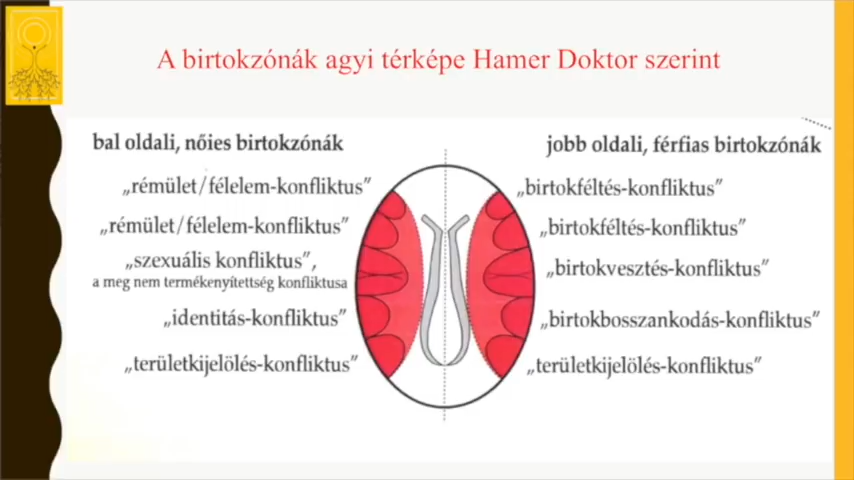 A birtokzónák agyi térképe Hamer Doktor szerint
bal oldali, nőies birtokzónák
„rémület/félelem-konfliktus”
„rémület/félelem-konfliktus”
„szexuális konfliktus”,
a meg nem termékenyítettség konfliktusa
„identitás-konfliktus”
„területkijelölés-konfliktus”
jobb oldali, férfias birtokzónák
„birtokféltés-konfliktus”
„birtokféltés-konfliktus”
„birtokvesztés-konfliktus”
„birtokbosszankodás-konfliktus”
„területkijelölés-konfliktus”